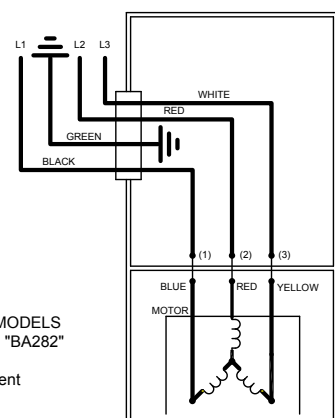 L1 L2 L3
WHITE
RED
GREEN
BLACK
(1) (2) (3)
BLUE RED YELLOW
MOTOR
MODELS
"BA282"
ent